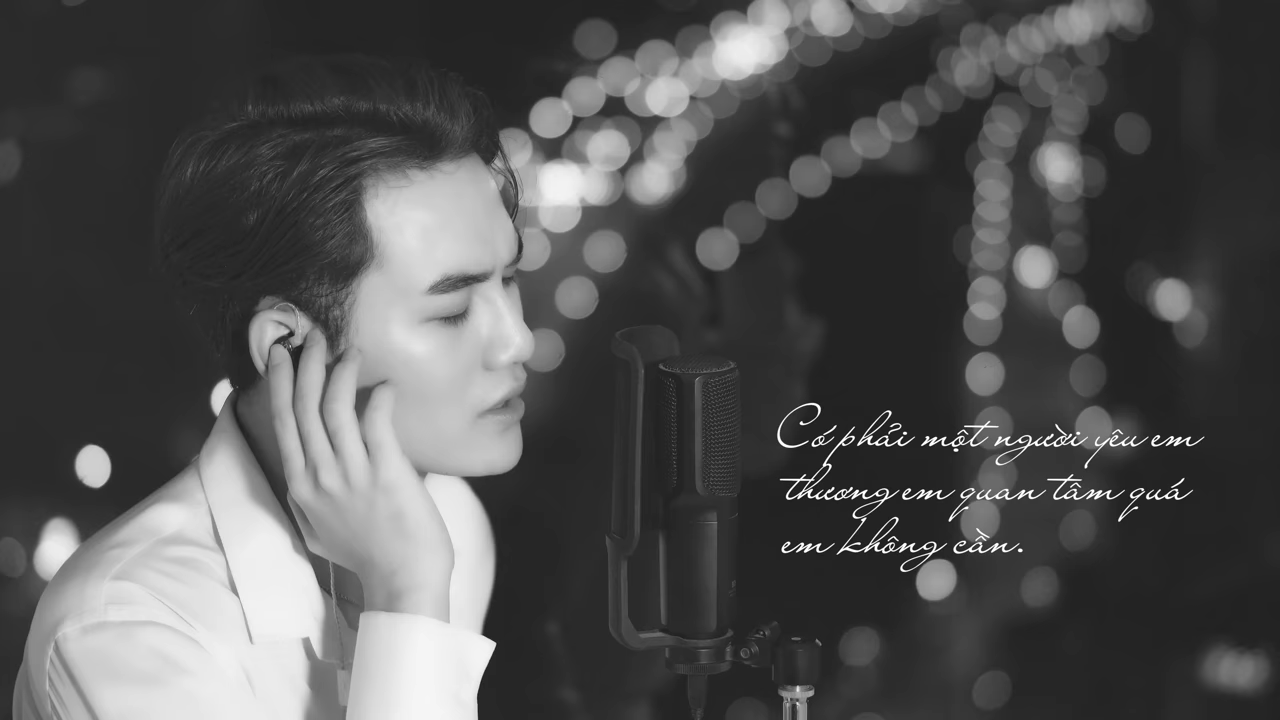 Có phải một người yêu em
thương em quan tâm quá
em không cần.